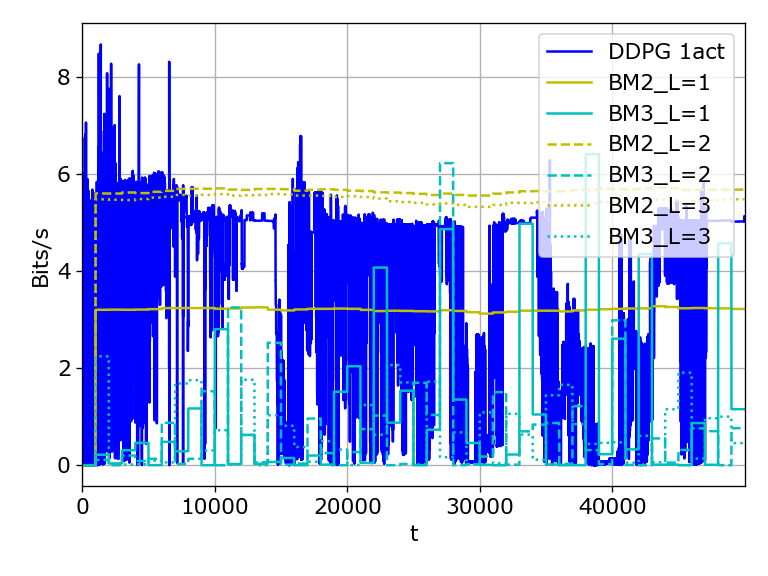 8
6
4
2
0
Bits/s
0
10000
20000
30000
40000
t
DDPG 1act
BM2_L=1
BM3_L=1
BM2_L=2
BM3_L=2
BM2_L=3
BM3_L=3